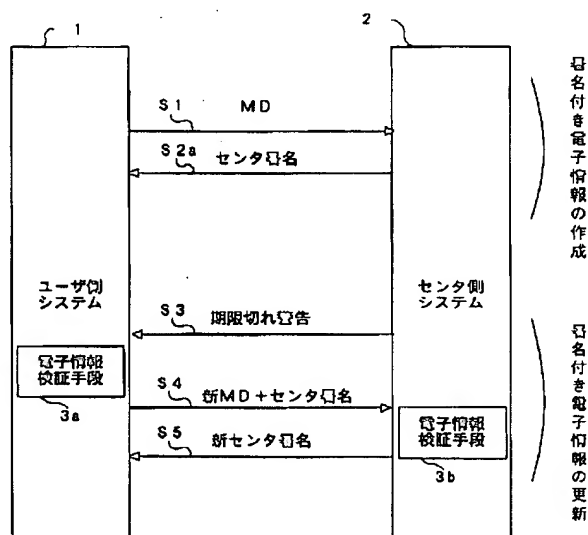 1
2
S1
MD
S2a
センタ署名
署名付き電子情報の作成
ユーザ側
システム
センタ側
システム
S3
期限切れ警告
電子情報
検証手段
3a
S4
新MD+センタ署名
電子情報
検証手段
3b
S5
新センタ署名
署名付き電子情報の更新